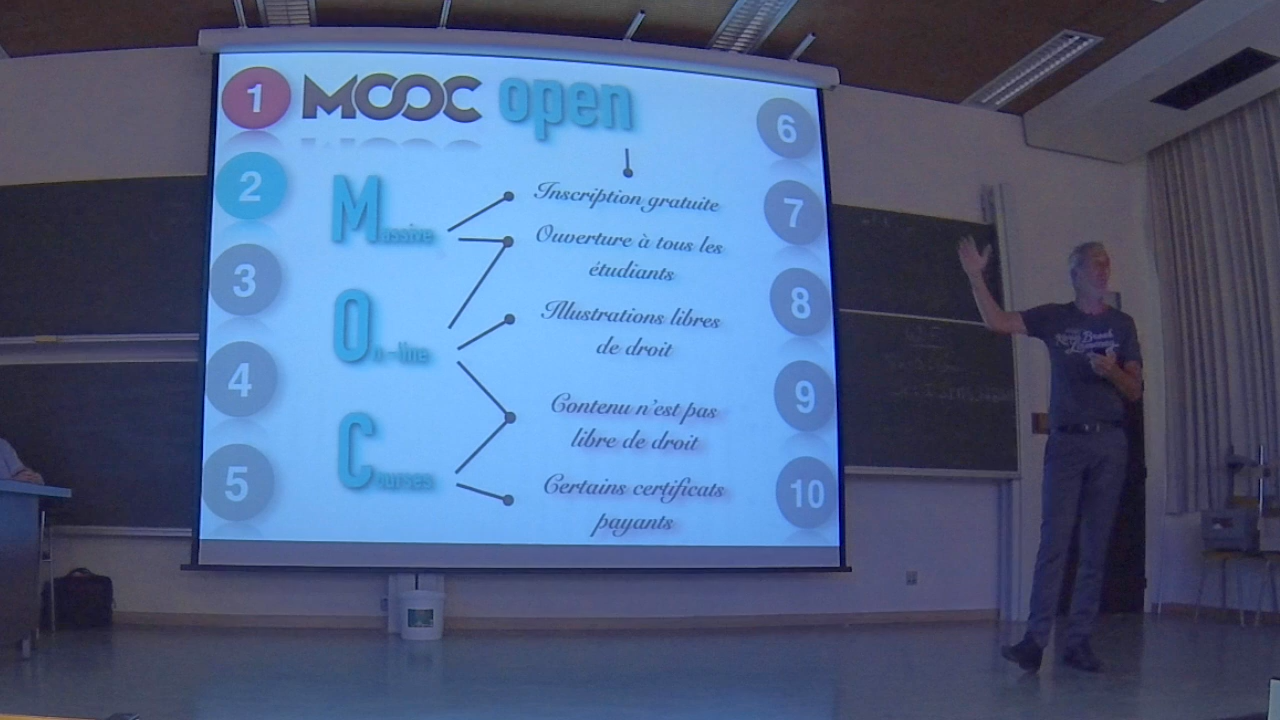 1 MOOC open 6
2
Massive
Inscription gratuite
7
Ouverture à tous les
étudiants
3
On-line
Illustrations libres
de droit
8
4
Contenu n'est pas
libre de droit
9
Courses
Certains certificats
payants
5
10